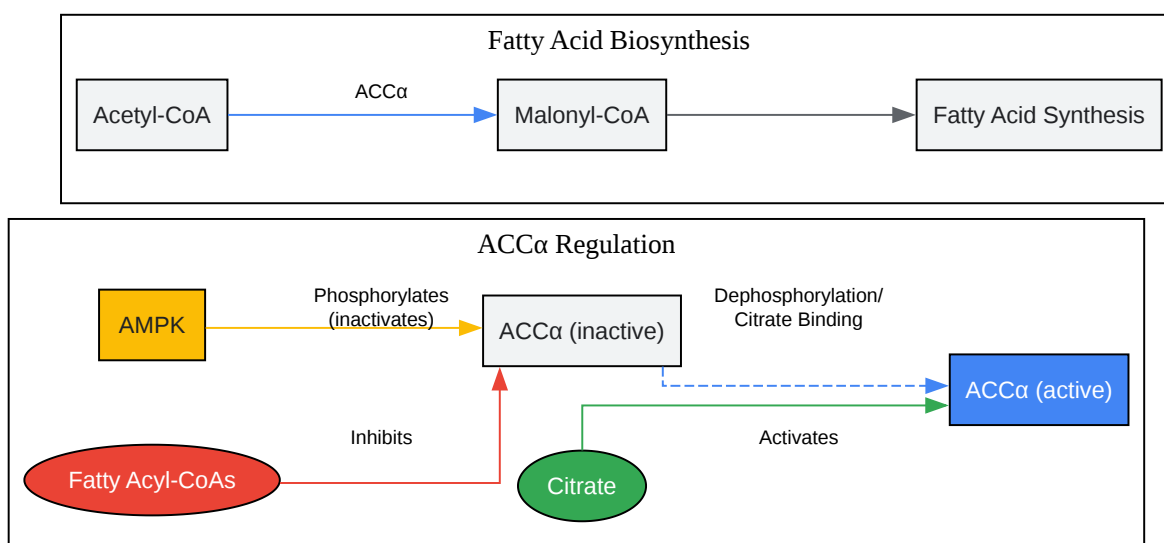 Fatty Acid Biosynthesis
ACCα
Acetyl-CoA
Malonyl-CoA
Fatty Acid Synthesis
ACCα Regulation
Phosphorylates
(inactivates)
Dephosphorylation/
Citrate Binding
AMPK
ACCα (inactive)
ACCα (active)
Inhibits
Activates
Fatty Acyl-CoAs
Citrate